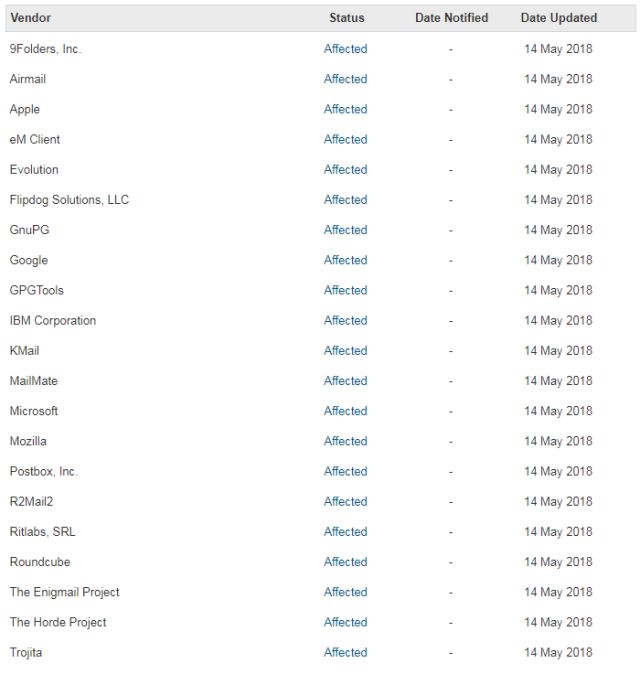 Vendor Status Date Notified Date Updated
9Folders, Inc. Affected - 14 May 2018
Airmail Affected - 14 May 2018
Apple Affected - 14 May 2018
eM Client Affected - 14 May 2018
Evolution Affected - 14 May 2018
Flipdog Solutions, LLC Affected - 14 May 2018
GnuPG Affected - 14 May 2018
Google Affected - 14 May 2018
GPGTools Affected - 14 May 2018
IBM Corporation Affected - 14 May 2018
KMail Affected - 14 May 2018
MailMate Affected - 14 May 2018
Microsoft Affected - 14 May 2018
Mozilla Affected - 14 May 2018
Postbox, Inc. Affected - 14 May 2018
R2Mail2 Affected - 14 May 2018
Ritlabs, SRL Affected - 14 May 2018
Roundcube Affected - 14 May 2018
The Enigmail Project Affected - 14 May 2018
The Horde Project Affected - 14 May 2018
Trojita Affected - 14 May 2018